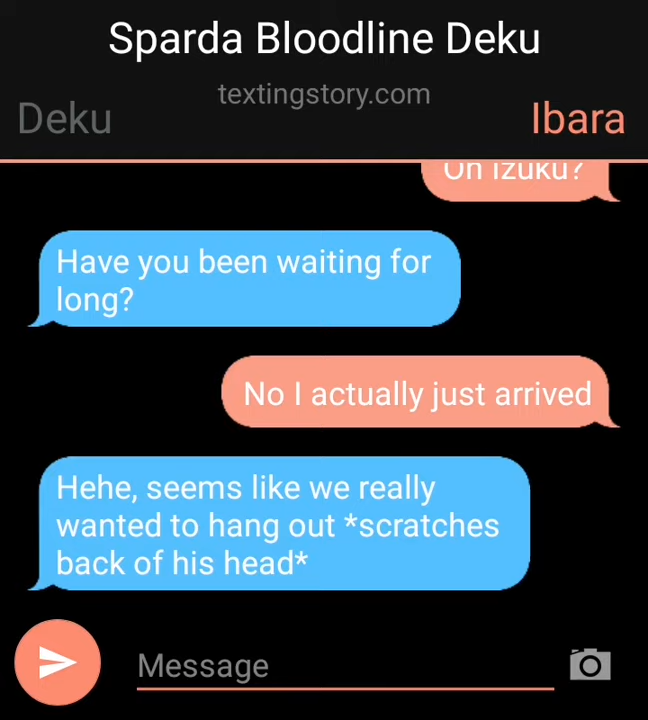 Sparda Bloodline Deku
textingstory.com
Deku
Ibara
Oh Izuku?
Have you been waiting for
long?
No I actually just arrived
Hehe, seems like we really
wanted to hang out *scratches
back of his head*
Message